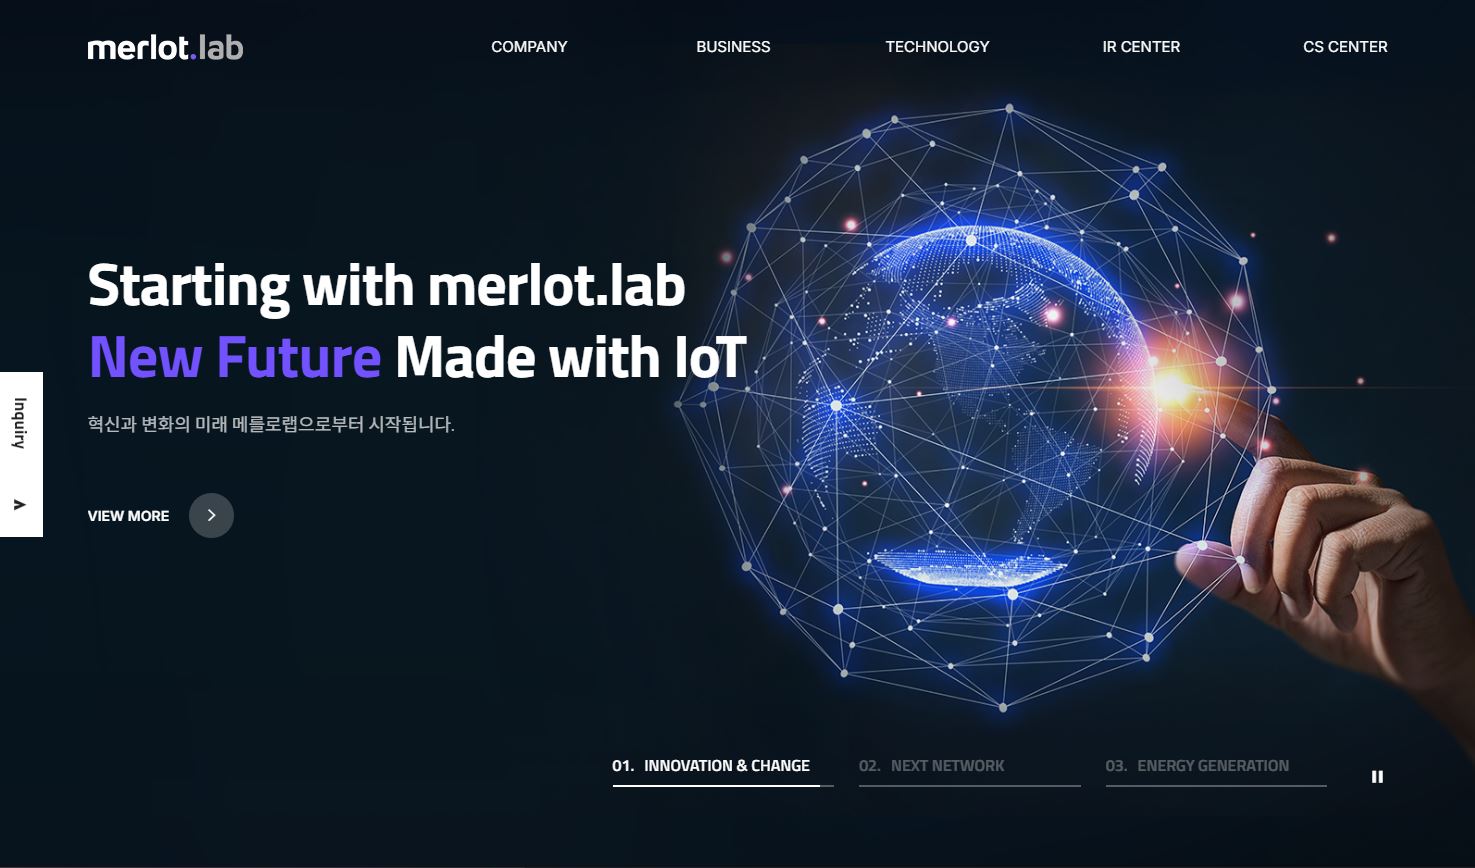 merlot.lab
COMPANY
BUSINESS
TECHNOLOGY
IR CENTER
CS CENTER
Starting with merlot.lab
New Future Made with IoT
혁신과 변화의 미래 메를로랩으로부터 시작됩니다.
Inquiry
VIEW MORE
01. INNOVATION & CHANGE
02. NEXT NETWORK
03. ENERGY GENERATION